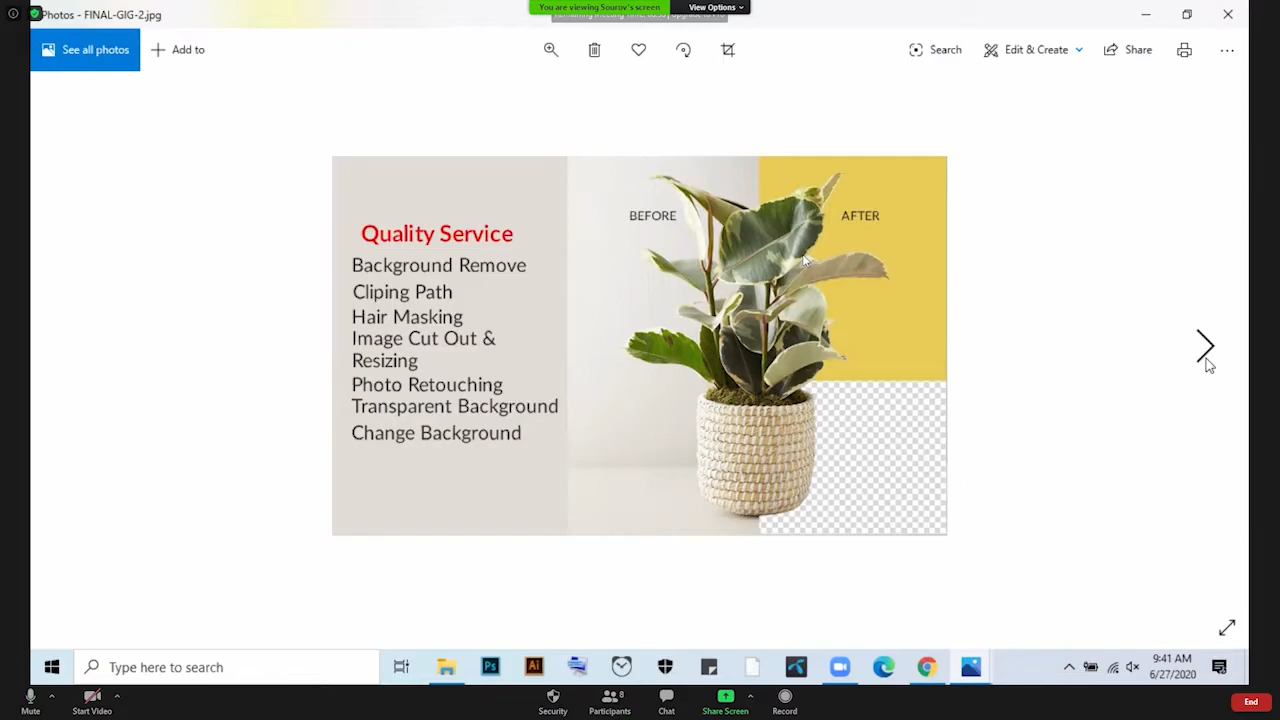 Photos - FINAL-GIG-2.jpg
You are viewing Sourov's screen
View Options
See all photos
Add to
Search
Edit & Create
Share
BEFORE
AFTER
Quality Service
Background Remove
Cliping Path
Hair Masking
Image Cut Out &
Resizing
Photo Retouching
Transparent Background
Change Background
Type here to search
Ps
Ai
9:41 AM
6/27/2020
Mute
Start Video
Security
Participants
8
Chat
Share Screen
Record
End